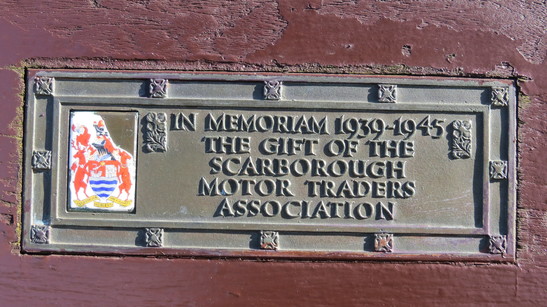 IN MEMORIAM 1939-1945
THE GIFT OF THE
SCARBOROUGH
MOTOR TRADERS
ASSOCIATION